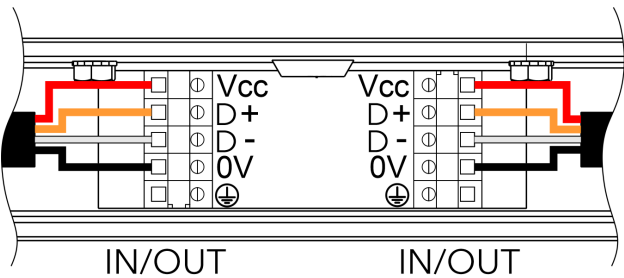 Vcc Vcc
D+ D+
D- D-
0V 0V
IN/OUT IN/OUT